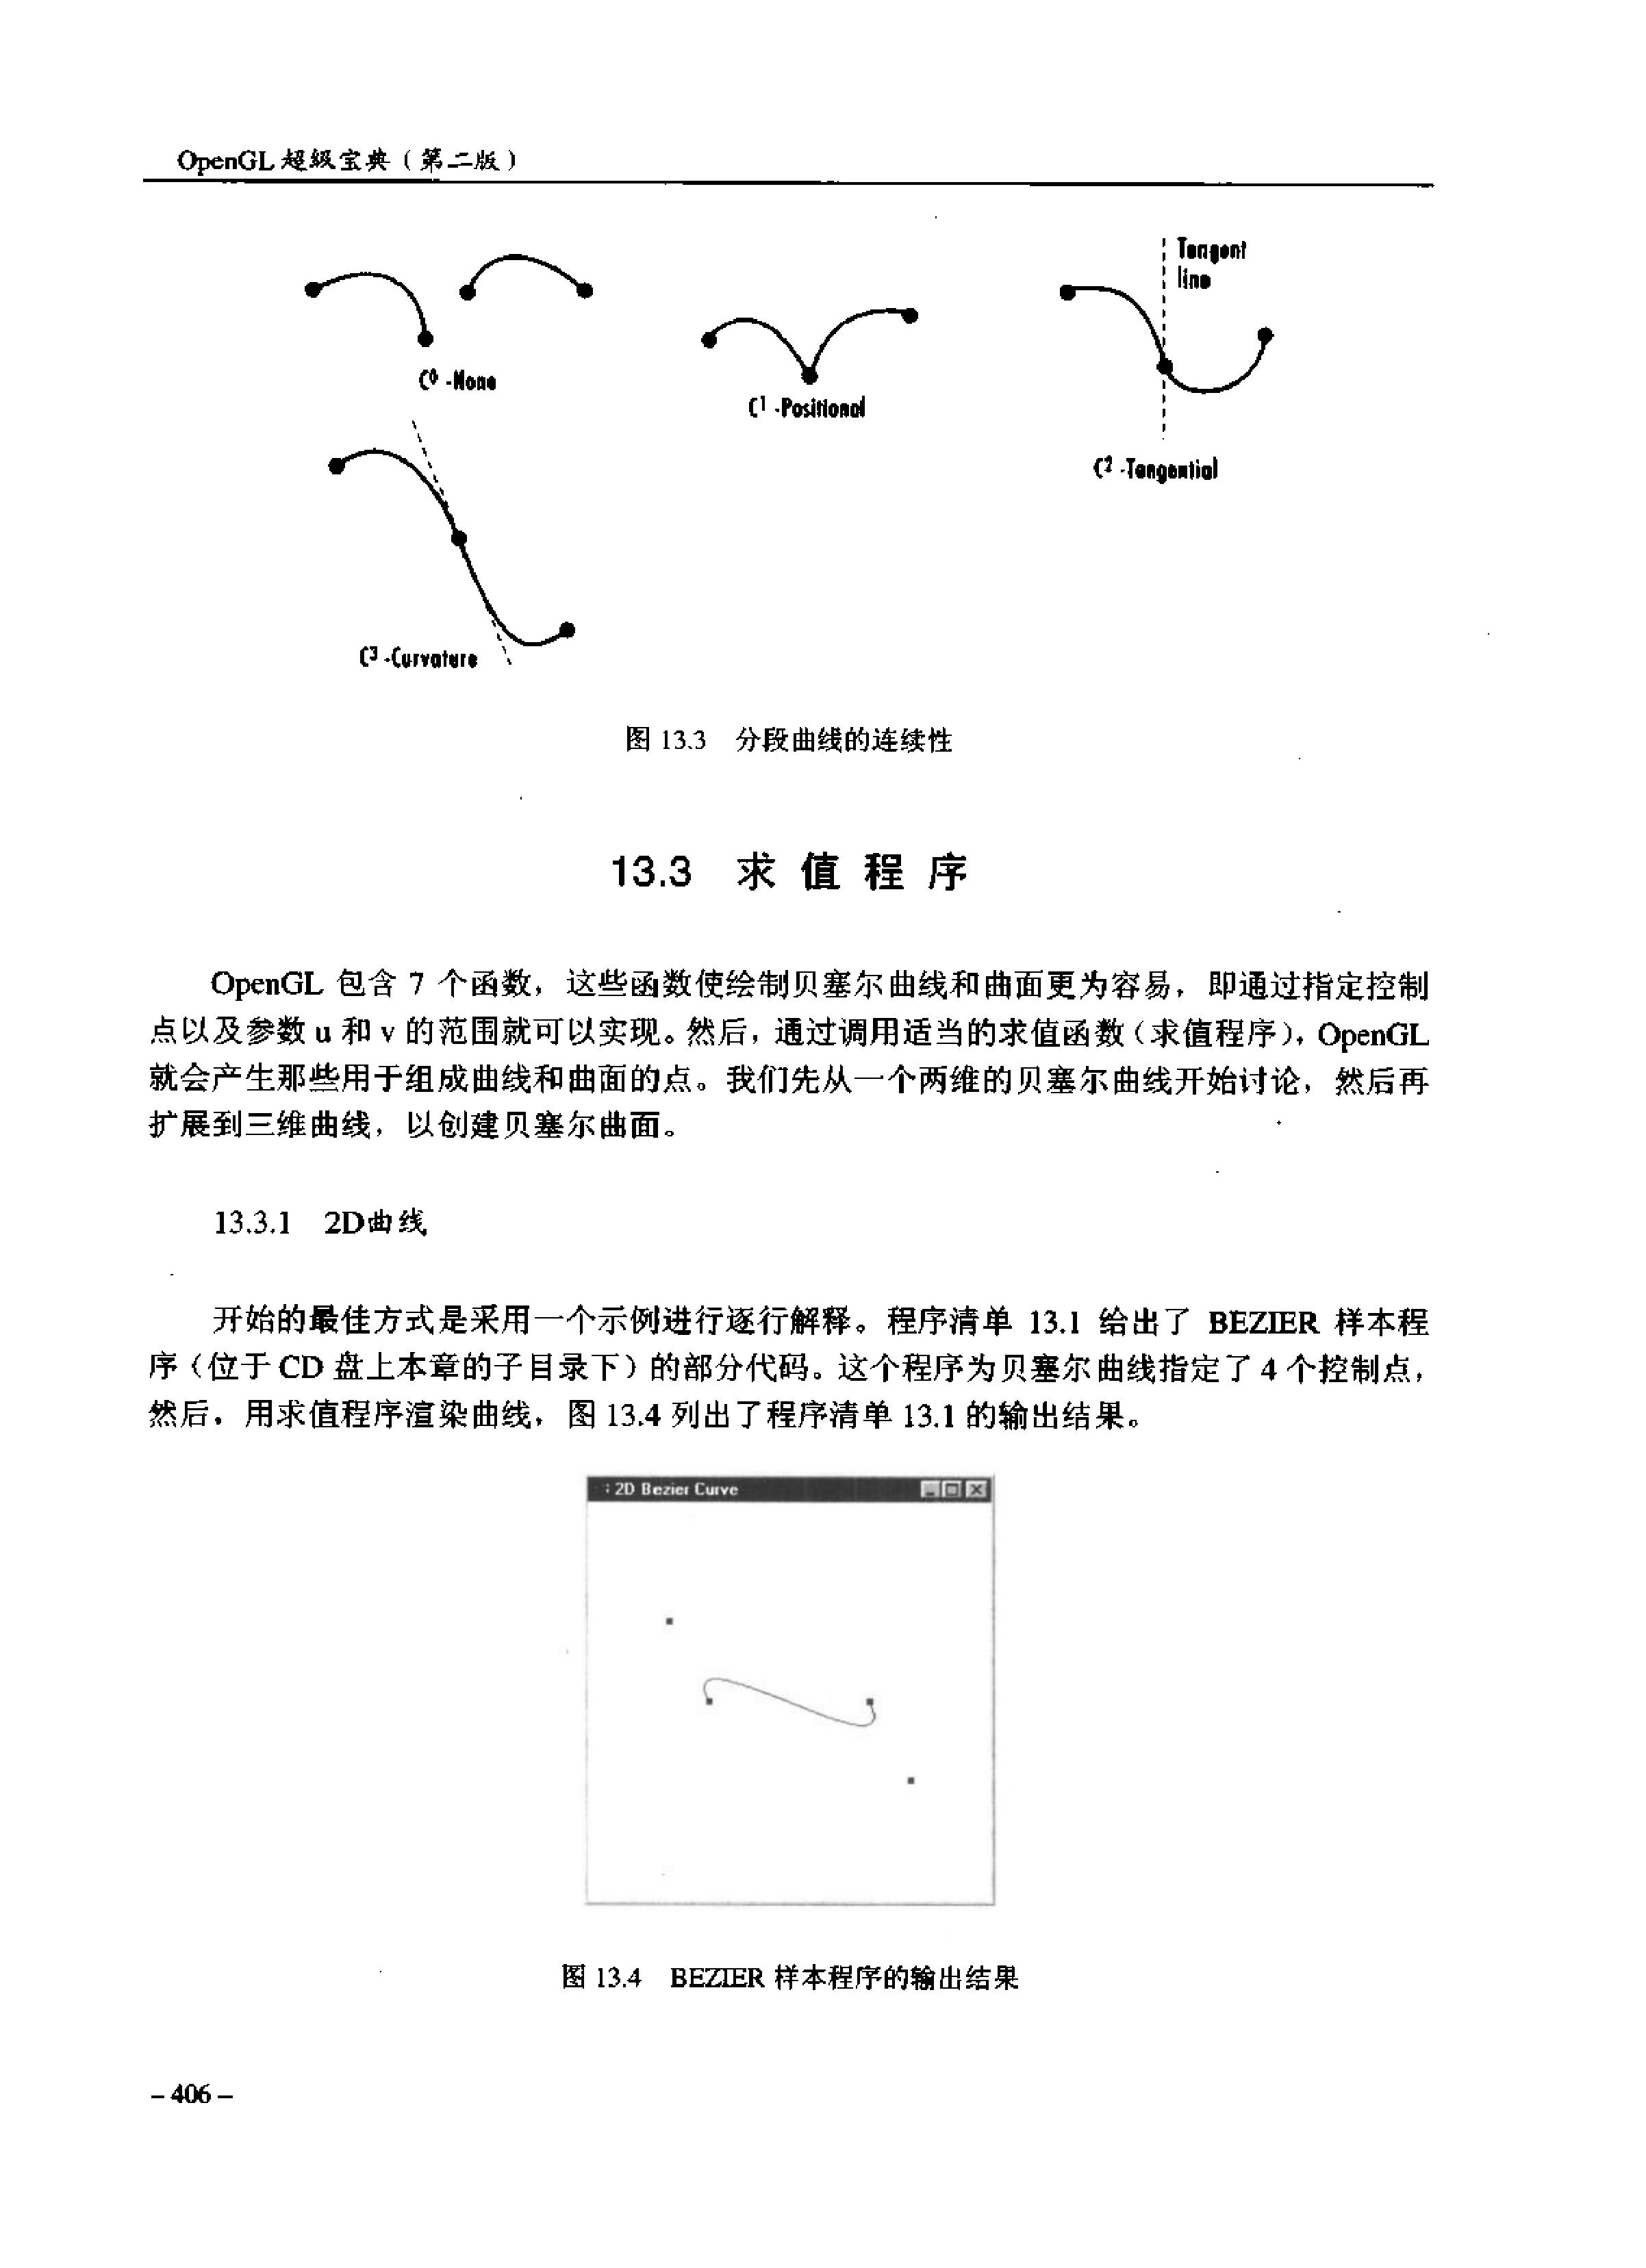 OpenGL 超级宝典（第二版）
Tangent
line
C0 -None
C1 -Positional
C2 -Tangential
C3 -Curvature
图 13.3 分段曲线的连续性
13.3 求值程序
OpenGL 包含 7 个函数，这些函数使绘制贝塞尔曲线和曲面更为容易，即通过指定控制
点以及参数 u 和 v 的范围就可以实现。然后，通过调用适当的求值函数（求值程序），OpenGL
就会产生那些用于组成曲线和曲面的点。我们先从一个两维的贝塞尔曲线开始讨论，然后再
扩展到三维曲线，以创建贝塞尔曲面。
13.3.1 2D曲线
开始的最佳方式是采用一个示例进行逐行解释。程序清单 13.1 给出了 BEZIER 样本程
序（位于 CD 盘上本章的子目录下）的部分代码。这个程序为贝塞尔曲线指定了 4 个控制点，
然后，用求值程序渲染曲线，图 13.4 列出了程序清单 13.1 的输出结果。
2D Bezier Curve
图 13.4 BEZIER 样本程序的输出结果
– 406 –